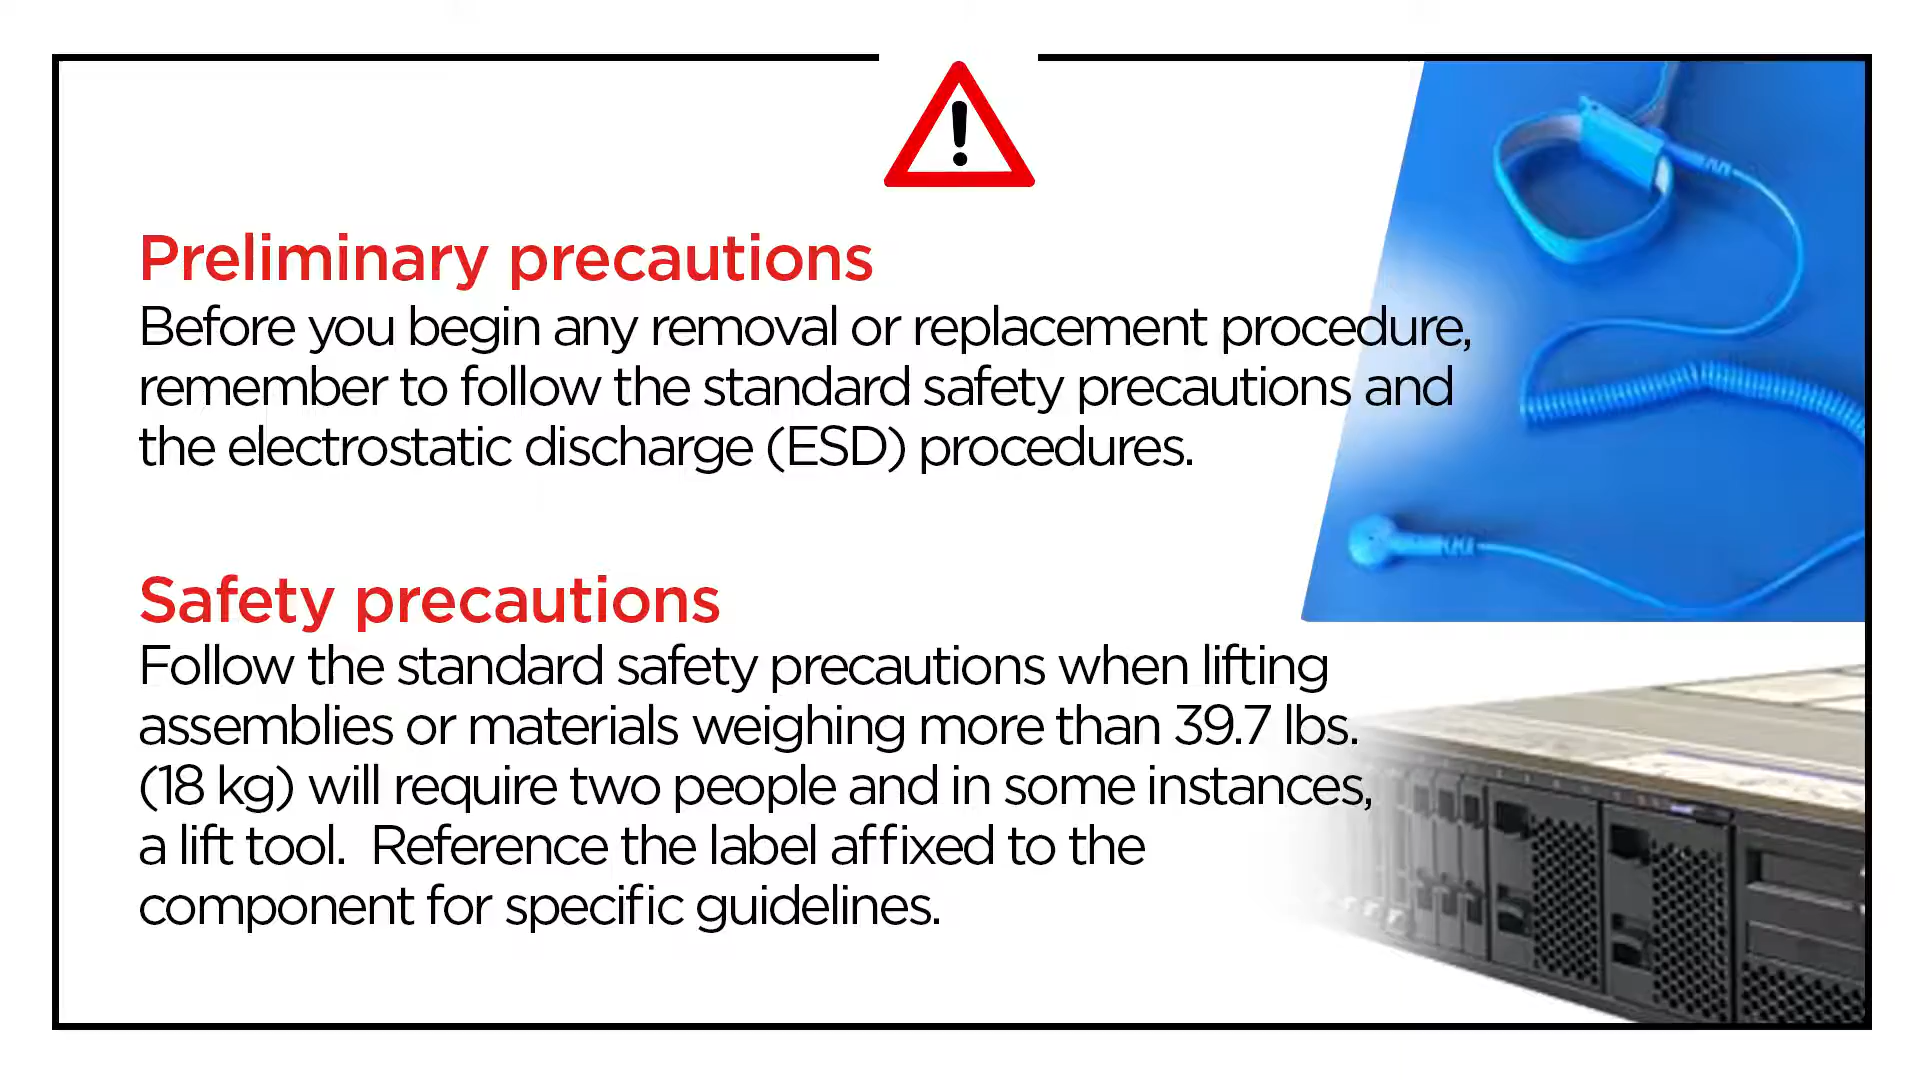 Preliminary precautions
Before you begin any removal or replacement procedure,
remember to follow the standard safety precautions and
the electrostatic discharge (ESD) procedures.
Safety precautions
Follow the standard safety precautions when lifting
assemblies or materials weighing more than 39.7 lbs.
(18 kg) will require two people and in some instances,
a lift tool.  Reference the label affixed to the
component for specific guidelines.